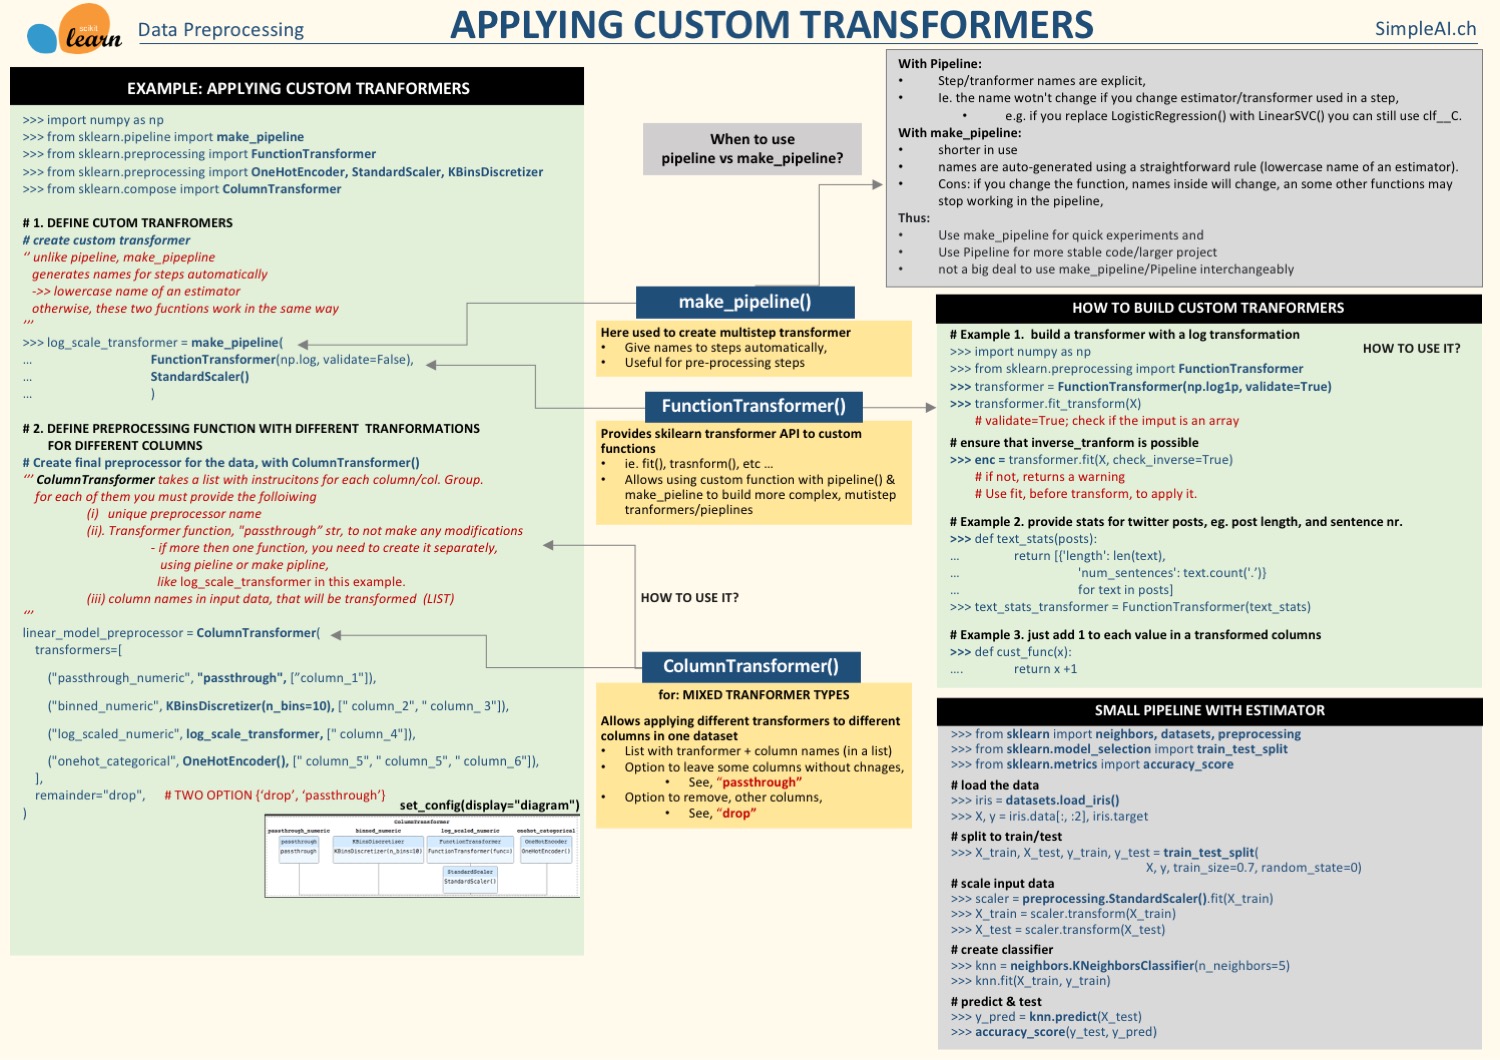 scikit
learn
Data Preprocessing
APPLYING CUSTOM TRANSFORMERS
SimpleAI.ch
EXAMPLE: APPLYING CUSTOM TRANFORMERS
>>> import numpy as np
>>> from sklearn.pipeline import make_pipeline
>>> from sklearn.preprocessing import FunctionTransformer
>>> from sklearn.preprocessing import OneHotEncoder, StandardScaler, KBinsDiscretizer
>>> from sklearn.compose import ColumnTransformer
# 1. DEFINE CUTOM TRANFROMERS
# create custom transformer
‘’ unlike pipeline, make_pipepline
generates names for steps automatically
->> lowercase name of an estimator
otherwise, these two fucntions work in the same way
‘’’
>>> log_scale_transformer = make_pipeline(
... FunctionTransformer(np.log, validate=False),
... StandardScaler()
... )
# 2. DEFINE PREPROCESSING FUNCTION WITH DIFFERENT TRANFORMATIONS
FOR DIFFERENT COLUMNS
# Create final preprocessor for the data, with ColumnTransformer()
‘’’ ColumnTransformer takes a list with instrucitons for each column/col. Group.
for each of them you must provide the folloiwing
(i) unique preprocessor name
(ii). Transformer function, "passthrough” str, to not make any modifications
- if more then one function, you need to create it separately,
using pieline or make pipline,
like log_scale_transformer in this example.
(iii) column names in input data, that will be transformed (LIST)
‘’’
linear_model_preprocessor = ColumnTransformer(
transformers=[
("passthrough_numeric", "passthrough", [”column_1"]),
("binned_numeric", KBinsDiscretizer(n_bins=10), [" column_2", " column_ 3"]),
("log_scaled_numeric", log_scale_transformer, [" column_4"]),
("onehot_categorical", OneHotEncoder(), [" column_5", " column_5", " column_6"]),
],
remainder="drop", # TWO OPTION {‘drop’, ‘passthrough’}
)
set_config(display="diagram")
ColumnTransformer
passthrough_numeric binned_numeric log_scaled_numeric onehot_categorical
passthrough KBinsDiscretizer FunctionTransformer OneHotEncoder
passthrough KBinsDiscretizer(n_bins=10) FunctionTransformer(func=) OneHotEncoder()
StandardScaler
StandardScaler()
When to use
pipeline vs make_pipeline?
make_pipeline()
Here used to create multistep transformer
• Give names to steps automatically,
• Useful for pre-processing steps
FunctionTransformer()
Provides skilearn transformer API to custom
functions
• ie. fit(), trasnform(), etc ...
• Allows using custom function with pipeline() &
make_pieline to build more complex, mutistep
tranformers/pieplines
HOW TO USE IT?
ColumnTransformer()
for: MIXED TRANFORMER TYPES
Allows applying different transformers to different
columns in one dataset
• List with tranformer + column names (in a list)
• Option to leave some columns without chnages,
• See, “passthrough”
• Option to remove, other columns,
• See, “drop”
With Pipeline:
• Step/tranformer names are explicit,
• Ie. the name wotn't change if you change estimator/transformer used in a step,
• e.g. if you replace LogisticRegression() with LinearSVC() you can still use clf__C.
With make_pipeline:
• shorter in use
• names are auto-generated using a straightforward rule (lowercase name of an estimator).
• Cons: if you change the function, names inside will change, an some other functions may
stop working in the pipeline,
Thus:
• Use make_pipeline for quick experiments and
• Use Pipeline for more stable code/larger project
• not a big deal to use make_pipeline/Pipeline interchangeably
HOW TO BUILD CUSTOM TRANFORMERS
# Example 1. build a transformer with a log transformation
HOW TO USE IT?
>>> import numpy as np
>>> from sklearn.preprocessing import FunctionTransformer
>>> transformer = FunctionTransformer(np.log1p, validate=True)
>>> transformer.fit_transform(X)
# validate=True; check if the imput is an array
# ensure that inverse_tranform is possible
>>> enc = transformer.fit(X, check_inverse=True)
# if not, returns a warning
# Use fit, before transform, to apply it.
# Example 2. provide stats for twitter posts, eg. post length, and sentence nr.
>>> def text_stats(posts):
... return [{'length': len(text),
... 'num_sentences': text.count('.’)}
... for text in posts]
>>> text_stats_transformer = FunctionTransformer(text_stats)
# Example 3. just add 1 to each value in a transformed columns
>>> def cust_func(x):
.... return x +1
SMALL PIPELINE WITH ESTIMATOR
>>> from sklearn import neighbors, datasets, preprocessing
>>> from sklearn.model_selection import train_test_split
>>> from sklearn.metrics import accuracy_score
# load the data
>>> iris = datasets.load_iris()
>>> X, y = iris.data[:, :2], iris.target
# split to train/test
>>> X_train, X_test, y_train, y_test = train_test_split(
X, y, train_size=0.7, random_state=0)
# scale input data
>>> scaler = preprocessing.StandardScaler().fit(X_train)
>>> X_train = scaler.transform(X_train)
>>> X_test = scaler.transform(X_test)
# create classifier
>>> knn = neighbors.KNeighborsClassifier(n_neighbors=5)
>>> knn.fit(X_train, y_train)
# predict & test
>>> y_pred = knn.predict(X_test)
>>> accuracy_score(y_test, y_pred)